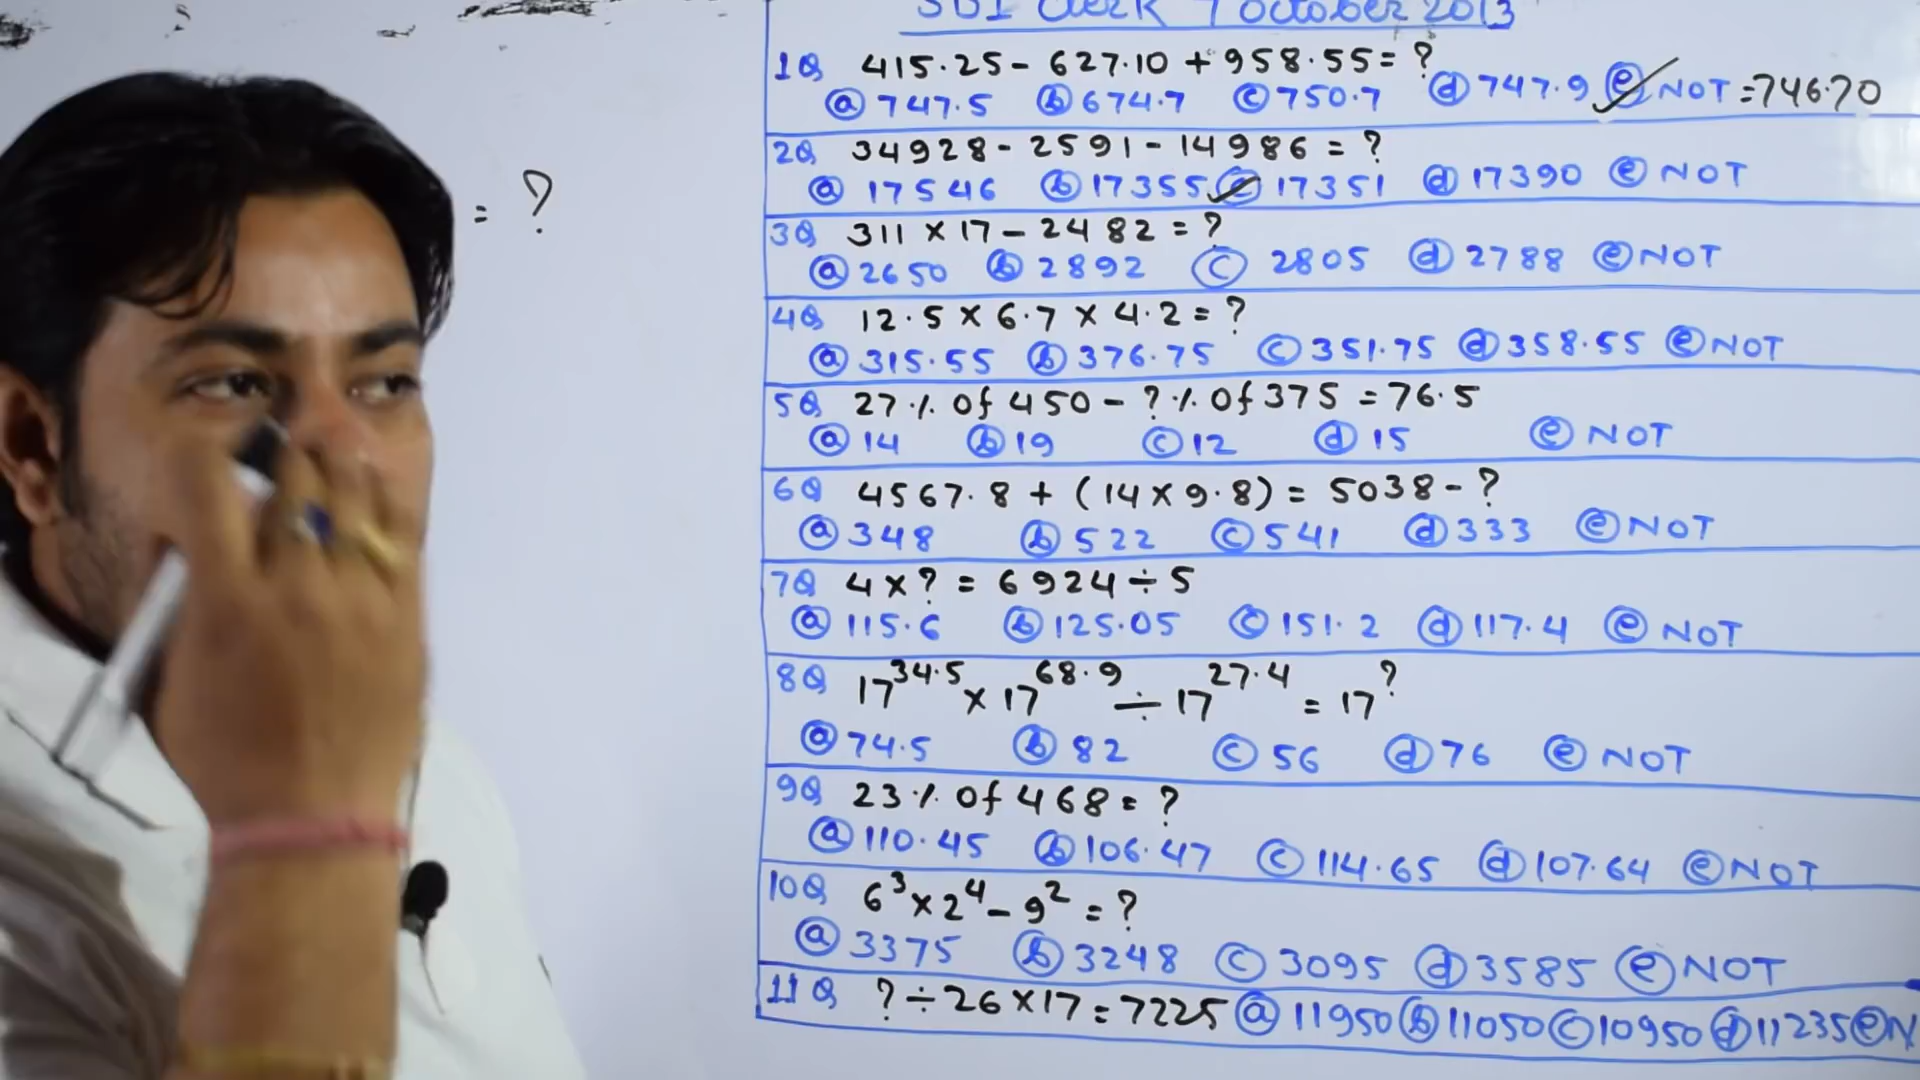 = ?
SBI Clerk 7 October 2013
1Q 415.25 - 627.10 + 958.55 = ?
ⓐ 747.5 ⓑ 674.7 ⓒ 750.7 ⓓ 747.9 ⓔ NOT = 746.70
2Q 34928 - 2591 - 14986 = ?
ⓐ 17546 ⓑ 17355 ⓒ 17351 ⓓ 17390 ⓔ NOT
3Q 311 × 17 - 2482 = ?
ⓐ 2650 ⓑ 2892 ⓒ 2805 ⓓ 2788 ⓔ NOT
4Q 12.5 × 6.7 × 4.2 = ?
ⓐ 315.55 ⓑ 376.75 ⓒ 351.75 ⓓ 358.55 ⓔ NOT
5Q 27% of 450 - ?% of 375 = 76.5
ⓐ 14 ⓑ 19 ⓒ 12 ⓓ 15 ⓔ NOT
6Q 4567.8 + (14 × 9.8) = 5038 - ?
ⓐ 348 ⓑ 522 ⓒ 541 ⓓ 333 ⓔ NOT
7Q 4 × ? = 6924 ÷ 5
ⓐ 115.6 ⓑ 125.05 ⓒ 151.2 ⓓ 117.4 ⓔ NOT
8Q 17^34.5 × 17^68.9 ÷ 17^27.4 = 17^?
ⓐ 74.5 ⓑ 82 ⓒ 56 ⓓ 76 ⓔ NOT
9Q 23% of 468 = ?
ⓐ 110.45 ⓑ 106.47 ⓒ 114.65 ⓓ 107.64 ⓔ NOT
10Q 6³ × 2⁴ - 9² = ?
ⓐ 3375 ⓑ 3248 ⓒ 3095 ⓓ 3585 ⓔ NOT
11Q ? ÷ 26 × 17 = 7225 ⓐ 11950 ⓑ 11050 ⓒ 10950 ⓓ 11235 ⓔ N